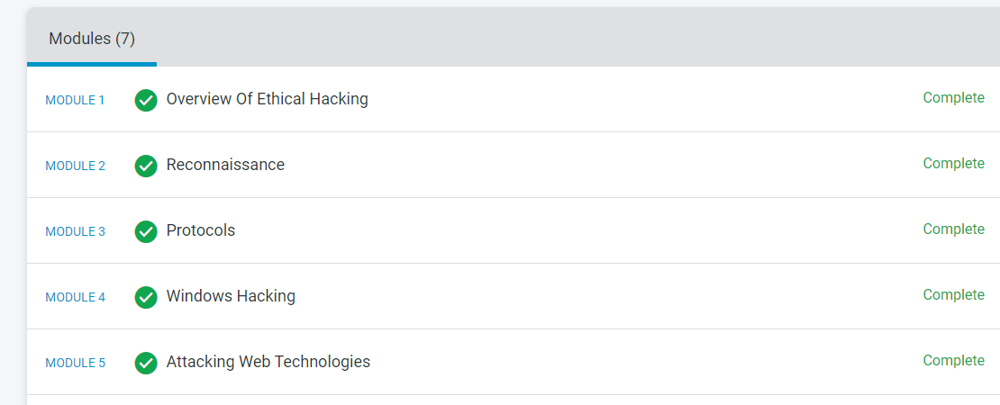 Modules (7)
MODULE 1 Overview Of Ethical Hacking Complete
MODULE 2 Reconnaissance Complete
MODULE 3 Protocols Complete
MODULE 4 Windows Hacking Complete
MODULE 5 Attacking Web Technologies Complete